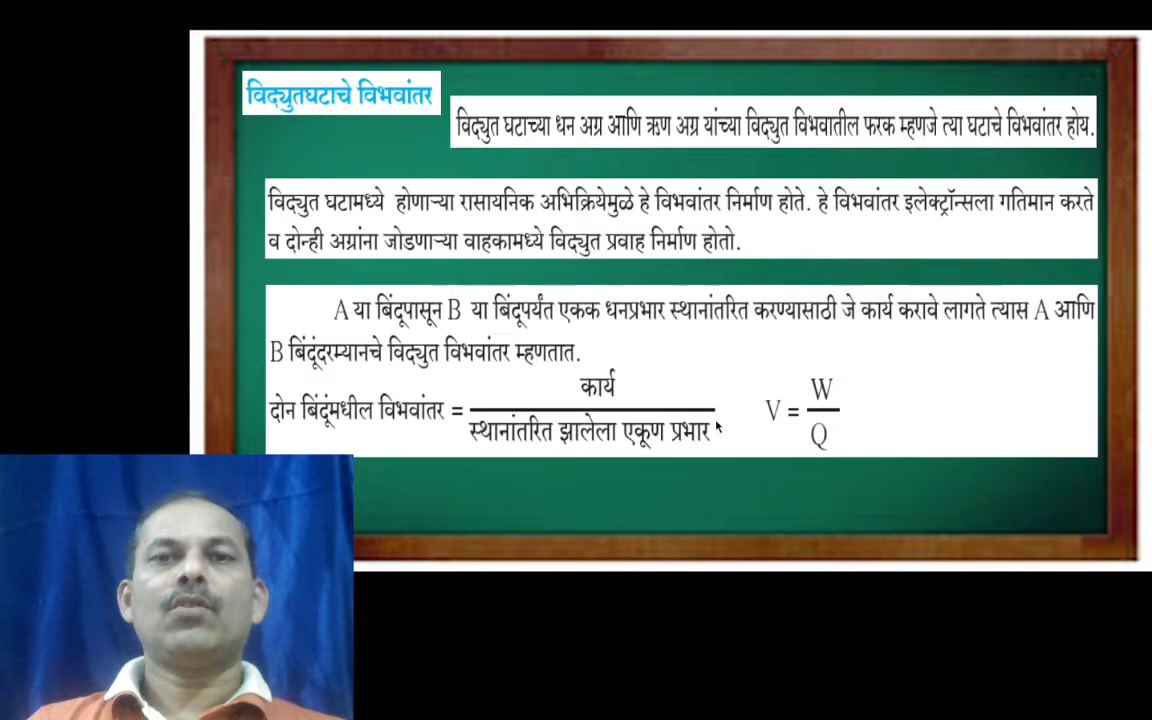 विद्युतघटाचे विभवांतर
विद्युत घटाच्या धन अग्र आणि ऋण अग्र यांच्या विद्युत विभवातील फरक म्हणजे त्या घटाचे विभवांतर होय.
विद्युत घटामध्ये होणाऱ्या रासायनिक अभिक्रियेमुळे हे विभवांतर निर्माण होते. हे विभवांतर इलेक्ट्रॉन्सला गतिमान करते
व दोन्ही अग्रांना जोडणाऱ्या वाहकामध्ये विद्युत प्रवाह निर्माण होतो.
A या बिंदूपासून B या बिंदूपर्यंत एकक धनप्रभार स्थानांतरित करण्यासाठी जे कार्य करावे लागते त्यास A आणि
B बिंदूंदरम्यानचे विद्युत विभवांतर म्हणतात.
दोन बिंदूंमधील विभवांतर = कार्य / स्थानांतरित झालेला एकूण प्रभार V = W / Q